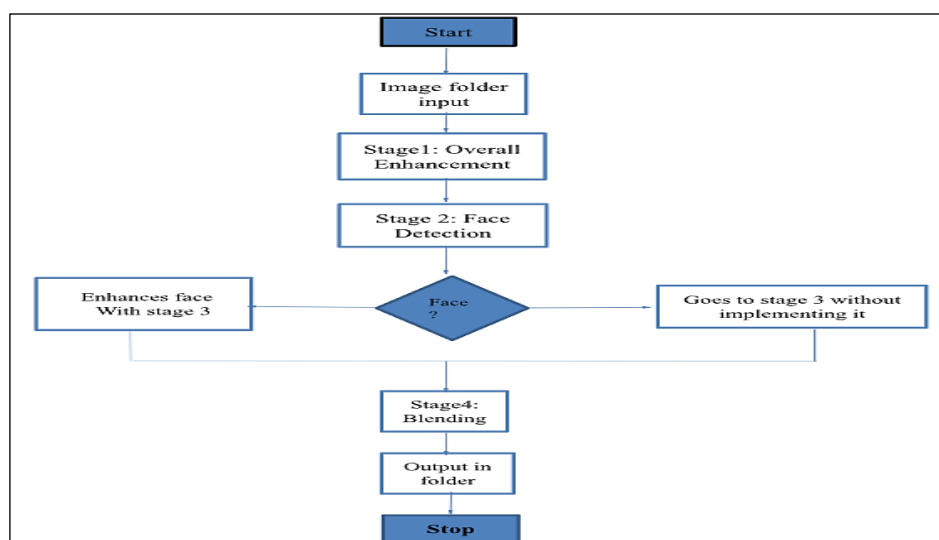 Start
Image folder
input
Stage1: Overall
Enhancement
Stage 2: Face
Detection
Face
?
Enhances face
With stage 3
Goes to stage 3 without
implementing it
Stage4:
Blending
Output in
folder
Stop